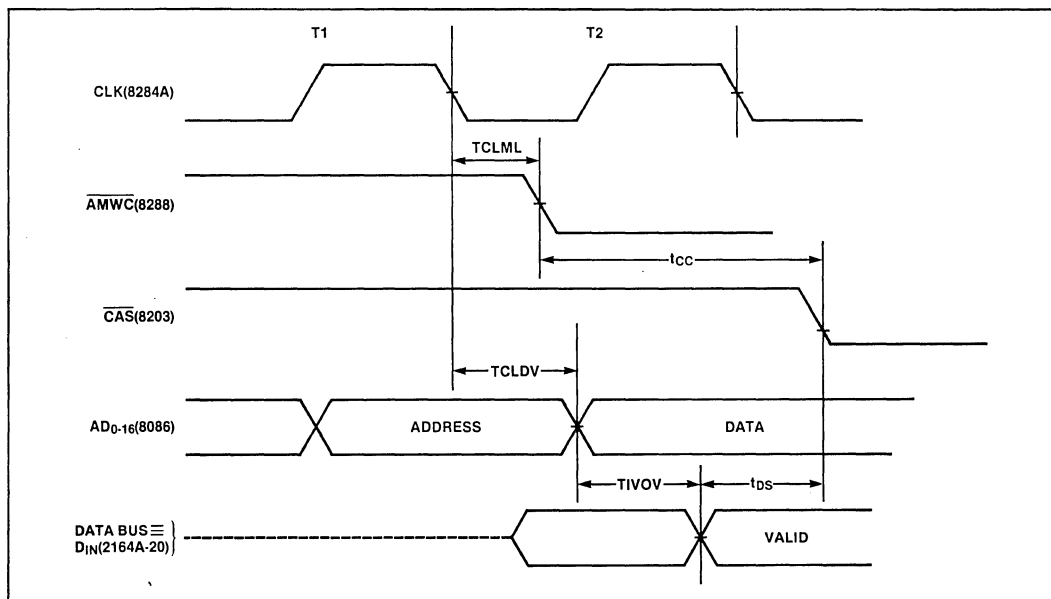 T1
T2
CLK(8284A)
TCLML
AMWC(8288)
tCC
CAS(8203)
TCLDV
AD0-16(8086)
ADDRESS
DATA
TIVOV
tDS
DATA BUS ≡
DIN(2164A-20)
VALID